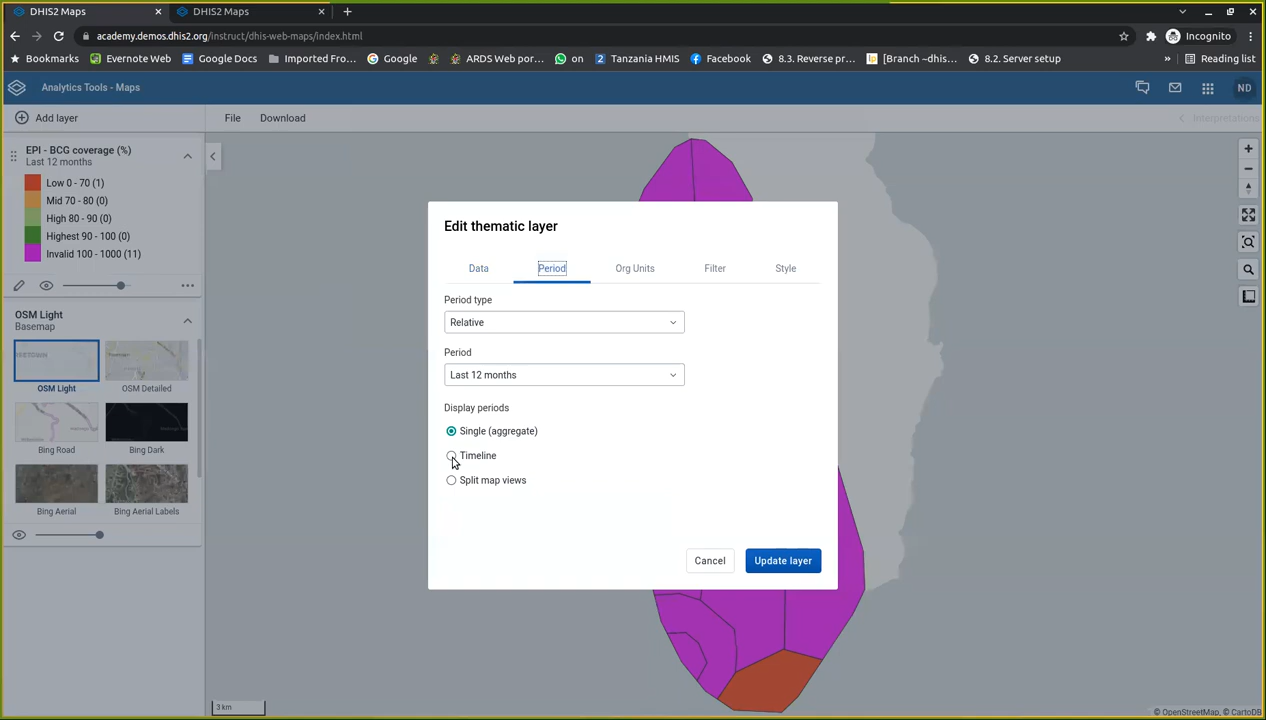 DHIS2 Maps
DHIS2 Maps
academy.demos.dhis2.org/instruct/dhis-web-maps/index.html
Incognito
Bookmarks
Evernote Web
Google Docs
Imported Fro...
Google
ARDS Web por...
on
Tanzania HMIS
Facebook
8.3. Reverse pr...
[Branch ~dhis...
8.2. Server setup
»
Reading list
Analytics Tools - Maps
ND
Add layer
File
Download
Interpretations
EPI - BCG coverage (%)
Last 12 months
Low 0 - 70 (1)
Mid 70 - 80 (0)
High 80 - 90 (0)
Highest 90 - 100 (0)
Invalid 100 - 1000 (11)
OSM Light
Basemap
OSM Light
OSM Detailed
Bing Road
Bing Dark
Bing Aerial
Bing Aerial Labels
Edit thematic layer
Data
Period
Org Units
Filter
Style
Period type
Relative
Period
Last 12 months
Display periods
Single (aggregate)
Timeline
Split map views
Cancel
Update layer
3 km
© OpenStreetMap, © CartoDB